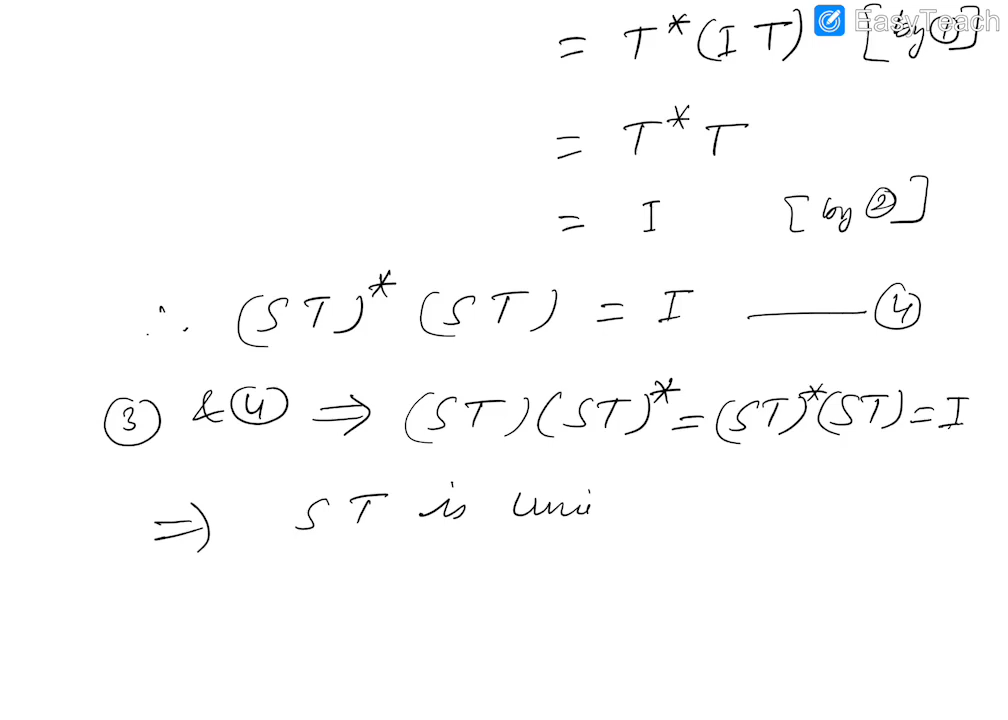 EasyTeach
= T*(I T) [by ①]
= T* T
= I [by ②]
∴ (ST)* (ST) = I —— ④
③ & ④ ⇒ (ST)(ST)* = (ST)*(ST) = I
⇒ ST is uni